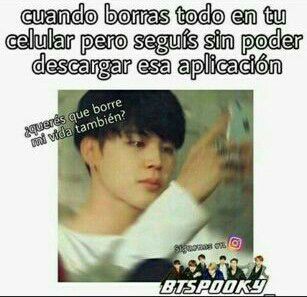 cuando borras todo en tu
celular pero seguís sin poder
descargar esa aplicación
¿querés que borre
mi vida también?
Siguenos en
BTSPOOKY_